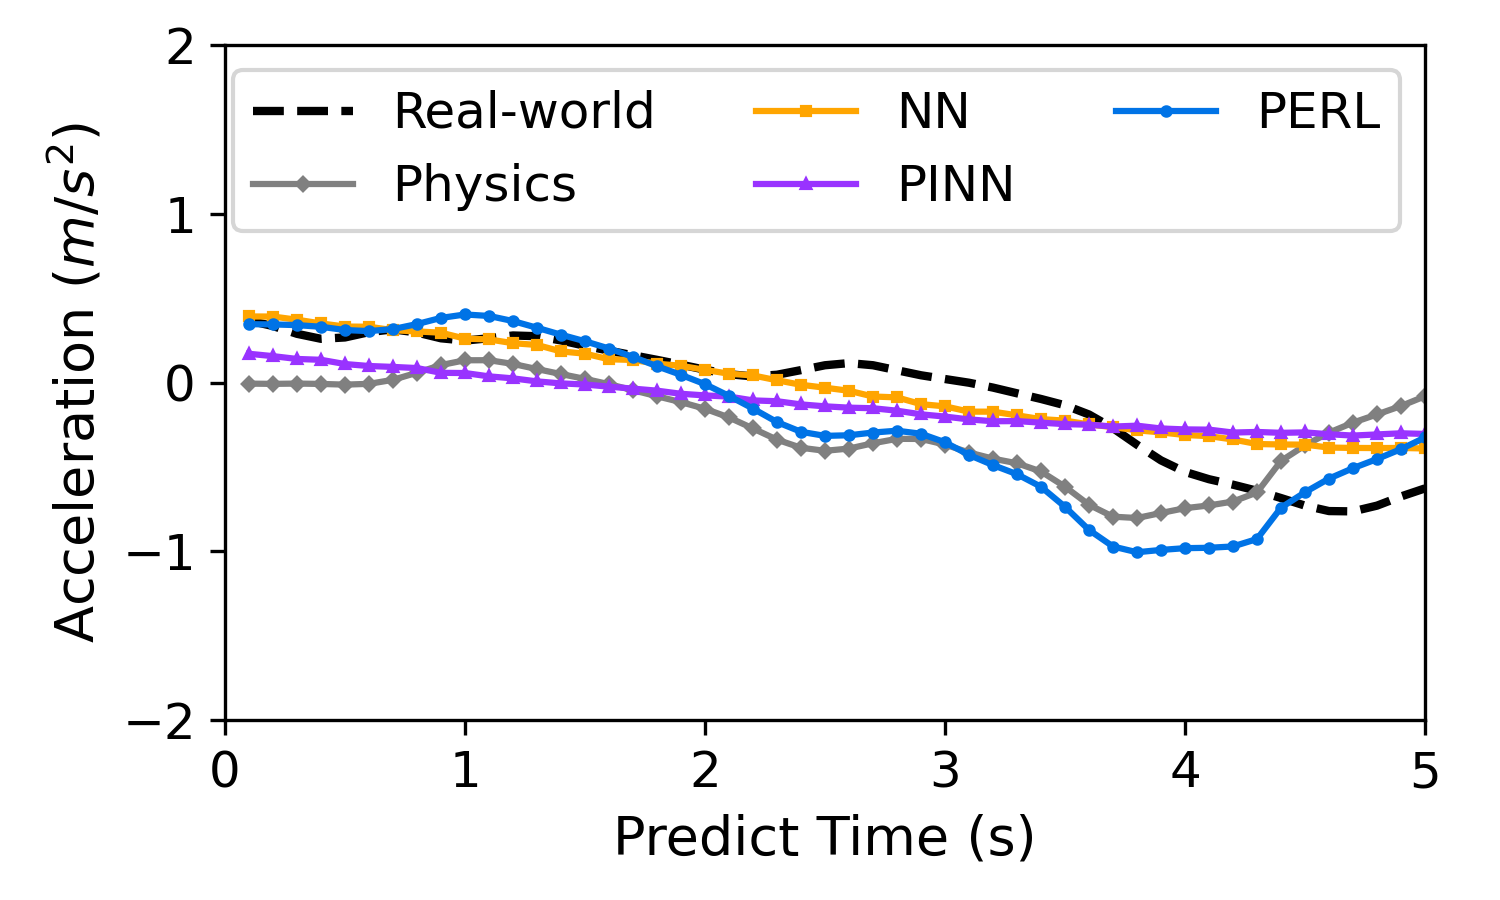 2
1
0
−1
−2
Acceleration (m/s²)
Real-world
Physics
NN
PINN
PERL
0 1 2 3 4 5
Predict Time (s)